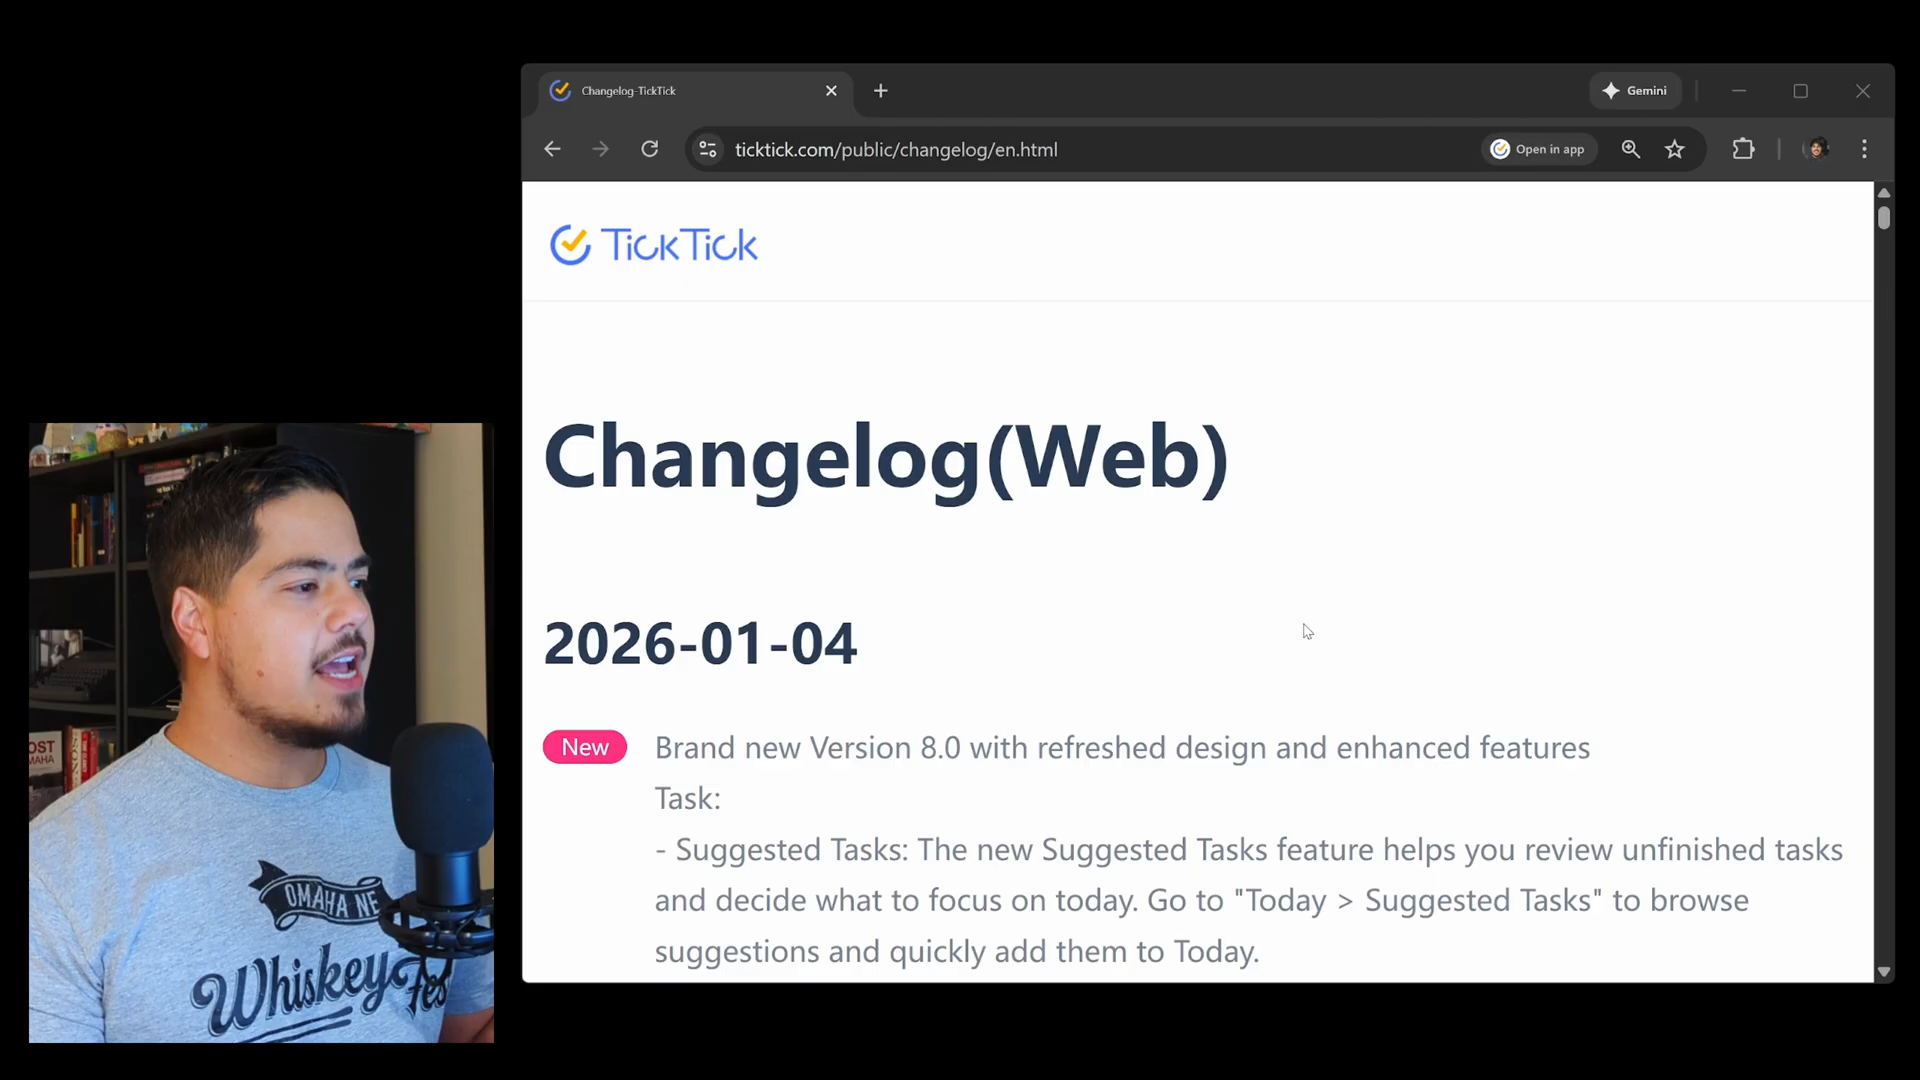 Changelog-TickTick
Gemini
ticktick.com/public/changelog/en.html
Open in app
TickTick
Changelog(Web)
2026-01-04
New
Brand new Version 8.0 with refreshed design and enhanced features
Task:
- Suggested Tasks: The new Suggested Tasks feature helps you review unfinished tasks
and decide what to focus on today. Go to "Today > Suggested Tasks" to browse
suggestions and quickly add them to Today.
OMAHA NE
Whiskey Fes
OST
MAHA